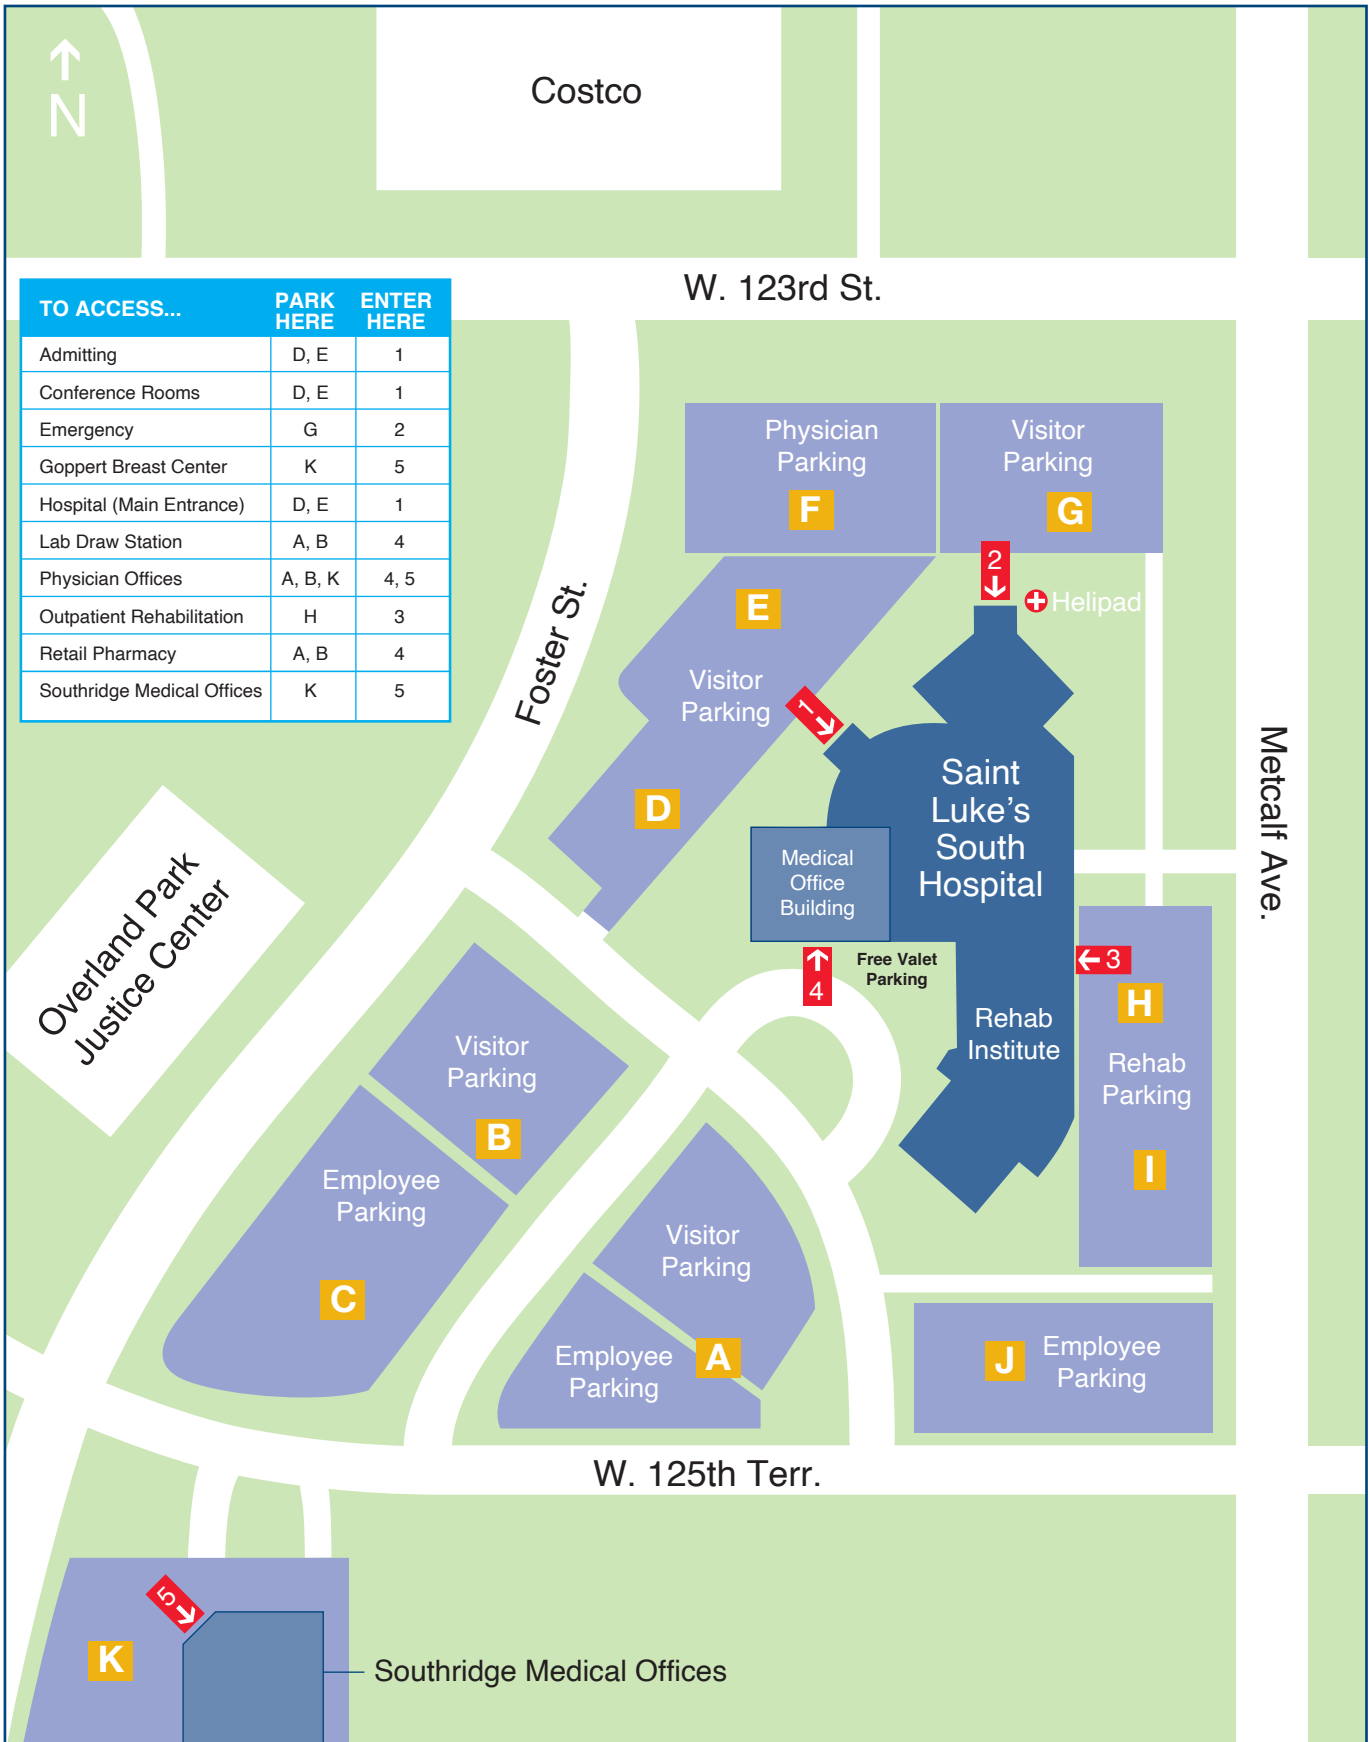 N
Costco
W. 123rd St.
TO ACCESS... PARK HERE ENTER HERE
Admitting D, E 1
Conference Rooms D, E 1
Emergency G 2
Goppert Breast Center K 5
Hospital (Main Entrance) D, E 1
Lab Draw Station A, B 4
Physician Offices A, B, K 4, 5
Outpatient Rehabilitation H 3
Retail Pharmacy A, B 4
Southridge Medical Offices K 5
Physician
Parking
F
Visitor
Parking
G
2
Helipad
E
Visitor
Parking
1
D
Foster St.
Saint
Luke's
South
Hospital
Medical
Office
Building
Metcalf Ave.
Overland Park
Justice Center
4
Free Valet
Parking
3
H
Rehab
Institute
Rehab
Parking
I
Visitor
Parking
B
Employee
Parking
C
Visitor
Parking
Employee
Parking
A
J
Employee
Parking
W. 125th Terr.
5
K
Southridge Medical Offices